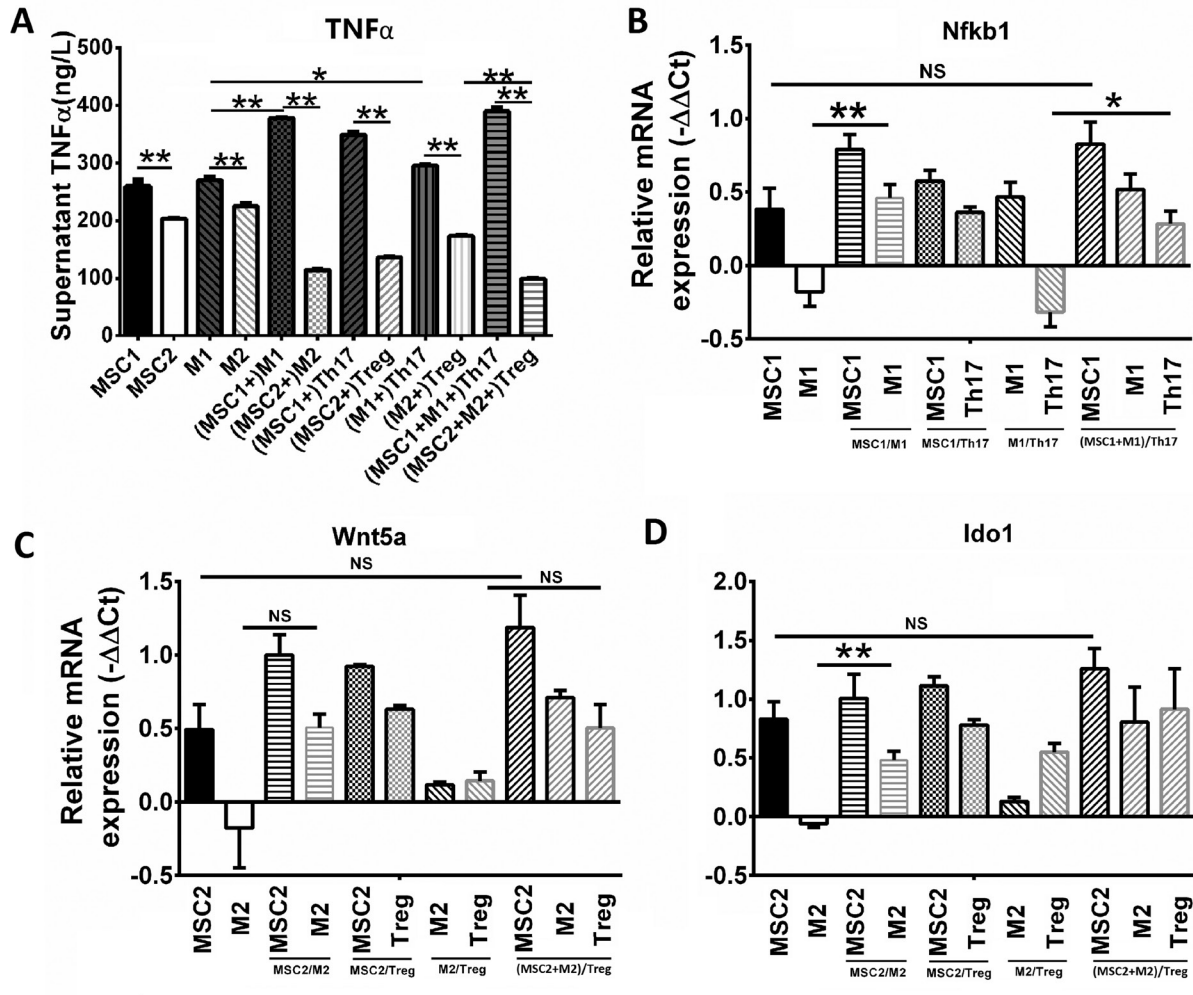 A
TNFα
Supernatant TNFα(ng/L)
500
400
300
200
100
0
*
**
**
**
**
**
**
**
**
**
MSC1
MSC2
M1
M2
(MSC1+)M1
(MSC2+)M2
(MSC1+)Th17
(MSC2+)Treg
(M1+)Th17
(M2+)Treg
(MSC1+M1+)Th17
(MSC2+M2+)Treg
B
Nfkb1
Relative mRNA
expression (-ΔΔCt)
1.5
1.0
0.5
0.0
-0.5
NS
**
*
MSC1
M1
MSC1
M1
MSC1
Th17
M1
Th17
MSC1
M1
Th17
MSC1/M1
MSC1/Th17
M1/Th17
(MSC1+M1)/Th17
C
Wnt5a
Relative mRNA
expression (-ΔΔCt)
1.5
1.0
0.5
0.0
-0.5
NS
NS
NS
MSC2
M2
MSC2
M2
MSC2
Treg
M2
Treg
MSC2
M2
Treg
MSC2/M2
MSC2/Treg
M2/Treg
(MSC2+M2)/Treg
D
Ido1
2.0
1.5
1.0
0.5
0.0
-0.5
NS
**
MSC2
M2
MSC2
M2
MSC2
Treg
M2
Treg
MSC2
M2
Treg
MSC2/M2
MSC2/Treg
M2/Treg
(MSC2+M2)/Treg